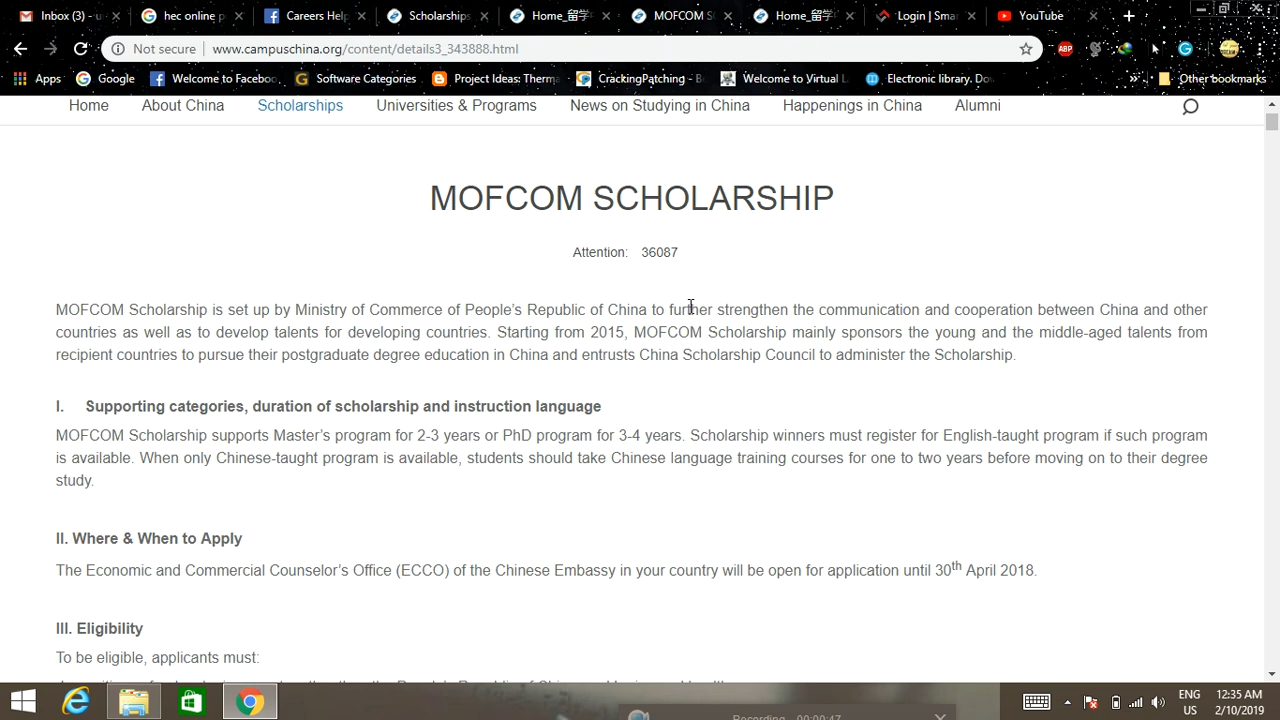 Inbox (3) - u
hec online p
Careers Help
Scholarships
Home_留学
MOFCOM S
Home_留学
Login | Sma
YouTube
Not secure
www.campuschina.org/content/details3_343888.html
ABP
Apps
Google
Welcome to Faceboo
Software Categories
Project Ideas: Therma
CrackingPatching - B
Welcome to Virtual L
Electronic library. Do
Other bookmarks
Home
About China
Scholarships
Universities & Programs
News on Studying in China
Happenings in China
Alumni
MOFCOM SCHOLARSHIP
Attention: 36087
MOFCOM Scholarship is set up by Ministry of Commerce of People's Republic of China to further strengthen the communication and cooperation between China and other
countries as well as to develop talents for developing countries. Starting from 2015, MOFCOM Scholarship mainly sponsors the young and the middle-aged talents from
recipient countries to pursue their postgraduate degree education in China and entrusts China Scholarship Council to administer the Scholarship.
I. Supporting categories, duration of scholarship and instruction language
MOFCOM Scholarship supports Master's program for 2-3 years or PhD program for 3-4 years. Scholarship winners must register for English-taught program if such program
is available. When only Chinese-taught program is available, students should take Chinese language training courses for one to two years before moving on to their degree
study.
II. Where & When to Apply
The Economic and Commercial Counselor's Office (ECCO) of the Chinese Embassy in your country will be open for application until 30th April 2018.
III. Eligibility
To be eligible, applicants must:
ENG
US
12:35 AM
2/10/2019
Recording 00:00:47